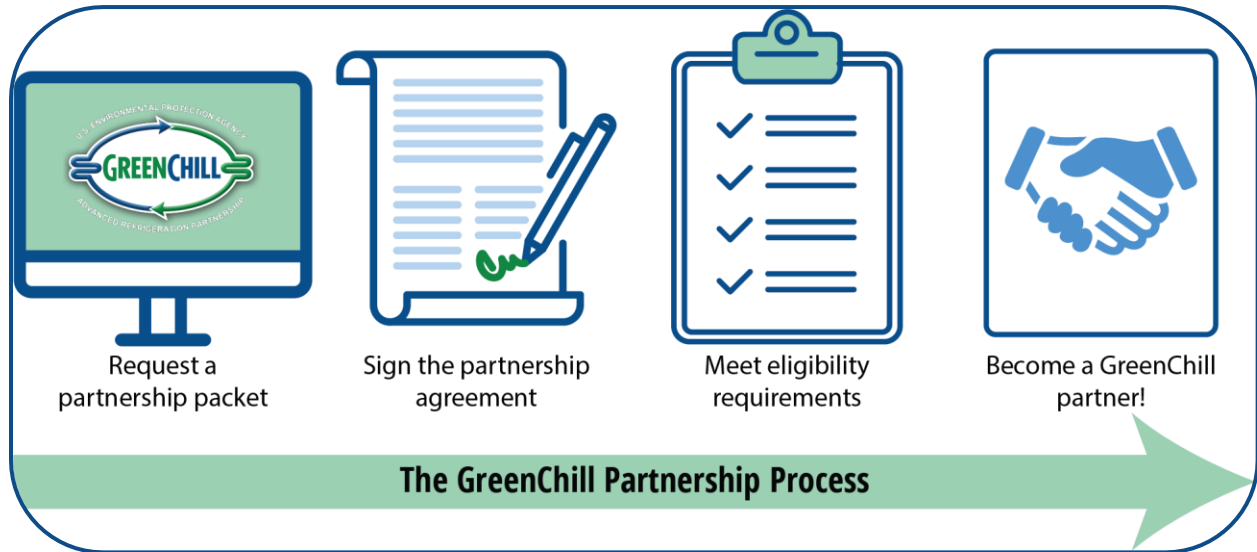 U.S. ENVIRONMENTAL PROTECTION AGENCY
GREENCHILL
ADVANCED REFRIGERATION PARTNERSHIP
Request a
partnership packet
Sign the partnership
agreement
Meet eligibility
requirements
Become a GreenChill
partner!
The GreenChill Partnership Process